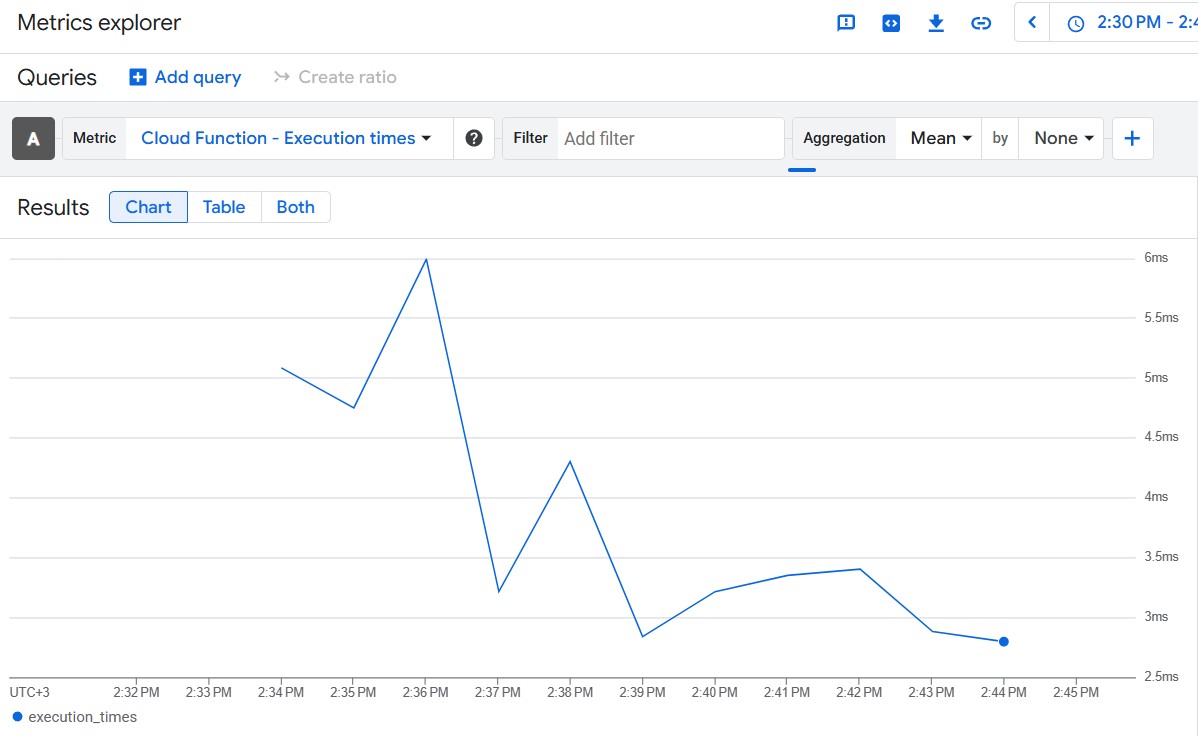 Metrics explorer
2:30 PM - 2:4
Queries Add query Create ratio
A Metric Cloud Function - Execution times ? Filter Add filter Aggregation Mean by None +
Results Chart Table Both
6ms
5.5ms
5ms
4.5ms
4ms
3.5ms
3ms
2.5ms
UTC+3 2:32 PM 2:33 PM 2:34 PM 2:35 PM 2:36 PM 2:37 PM 2:38 PM 2:39 PM 2:40 PM 2:41 PM 2:42 PM 2:43 PM 2:44 PM 2:45 PM
execution_times